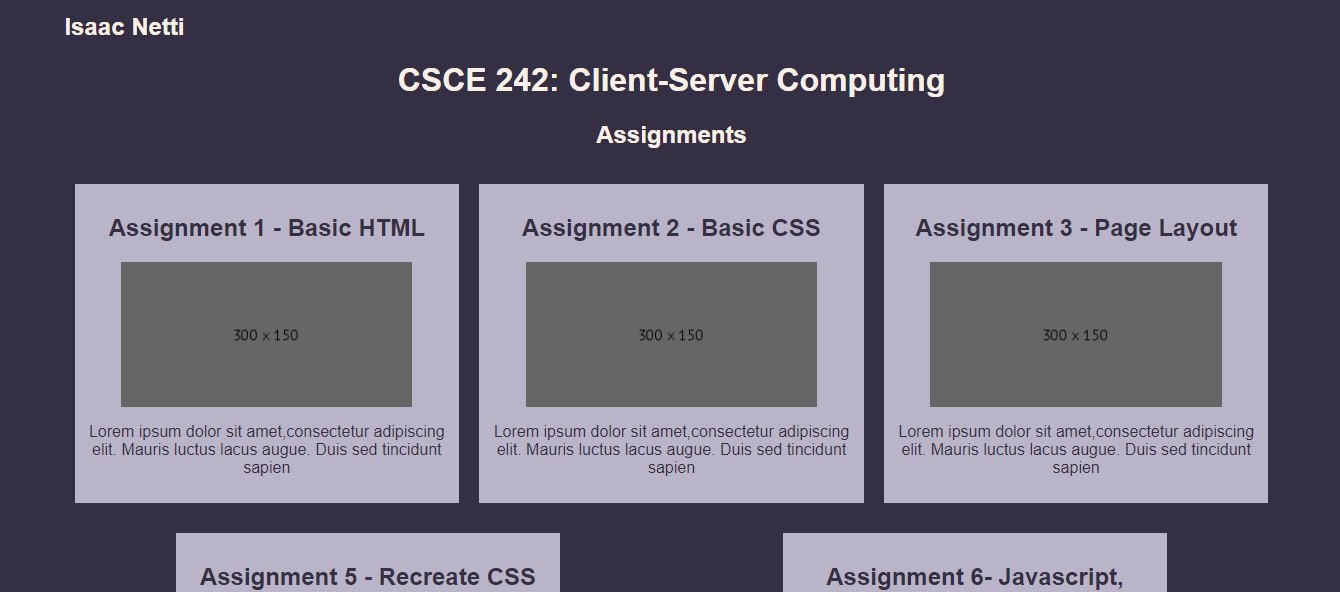 Isaac Netti
CSCE 242: Client-Server Computing
Assignments
Assignment 1 - Basic HTML
300 x 150
Lorem ipsum dolor sit amet,consectetur adipiscing
elit. Mauris luctus lacus augue. Duis sed tincidunt
sapien
Assignment 2 - Basic CSS
300 x 150
Lorem ipsum dolor sit amet,consectetur adipiscing
elit. Mauris luctus lacus augue. Duis sed tincidunt
sapien
Assignment 3 - Page Layout
300 x 150
Lorem ipsum dolor sit amet,consectetur adipiscing
elit. Mauris luctus lacus augue. Duis sed tincidunt
sapien
Assignment 5 - Recreate CSS
Assignment 6- Javascript,